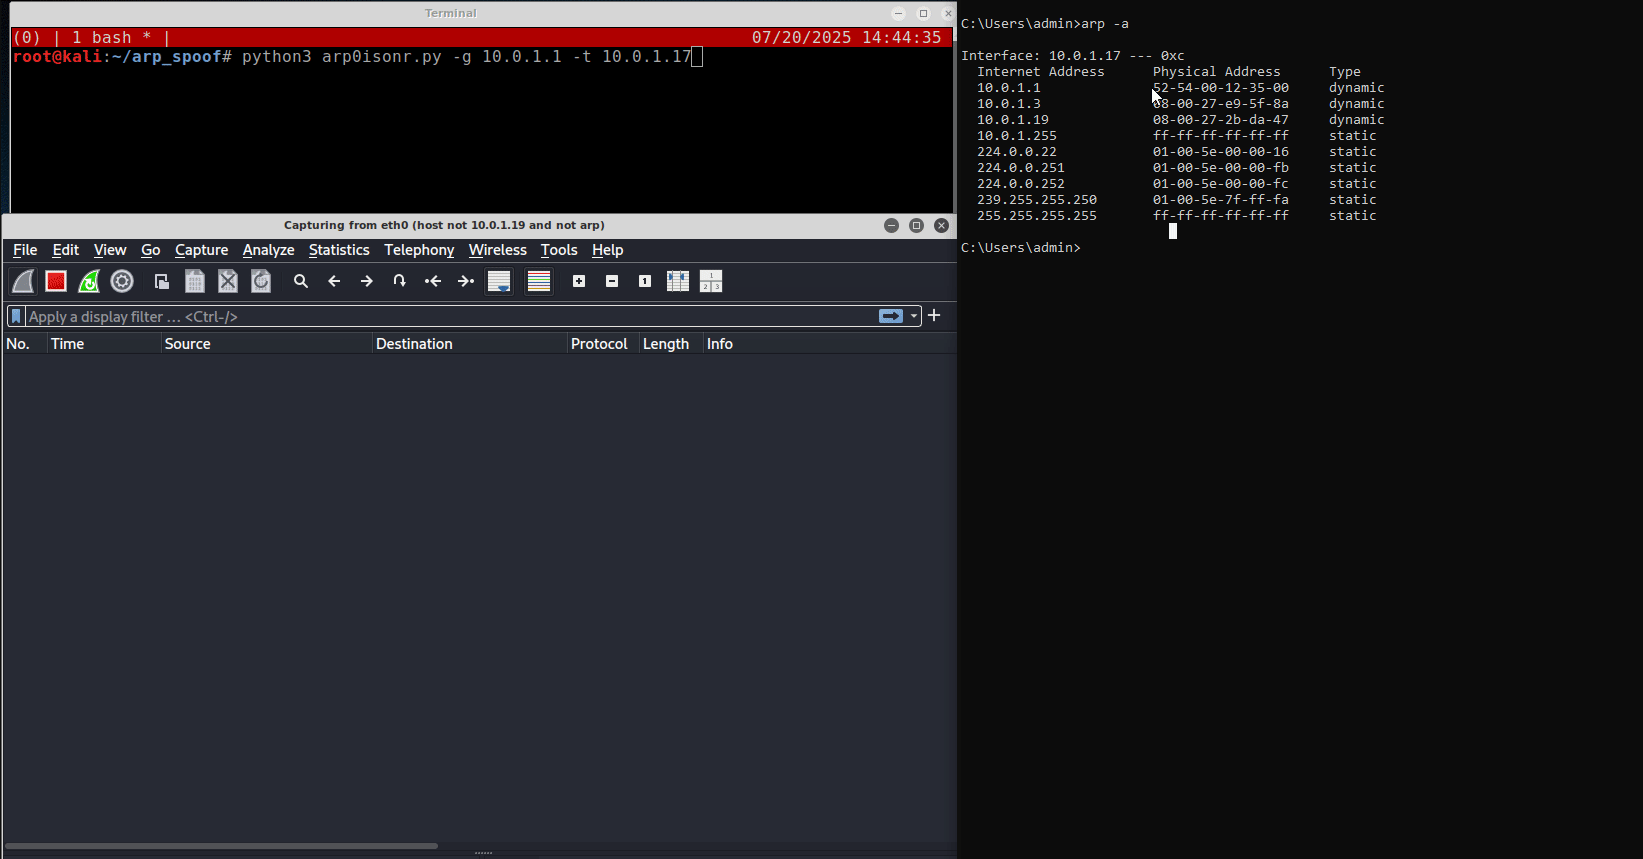 Terminal
(0) | 1 bash * | 07/20/2025 14:44:35
root@kali:~/arp_spoof# python3 arp0isonr.py -g 10.0.1.1 -t 10.0.1.17
Capturing from eth0 (host not 10.0.1.19 and not arp)
File Edit View Go Capture Analyze Statistics Telephony Wireless Tools Help
Apply a display filter ... <Ctrl-/>
No. Time Source Destination Protocol Length Info
C:\Users\admin>arp -a
Interface: 10.0.1.17 --- 0xc
Internet Address Physical Address Type
10.0.1.1 52-54-00-12-35-00 dynamic
10.0.1.3 08-00-27-e9-5f-8a dynamic
10.0.1.19 08-00-27-2b-da-47 dynamic
10.0.1.255 ff-ff-ff-ff-ff-ff static
224.0.0.22 01-00-5e-00-00-16 static
224.0.0.251 01-00-5e-00-00-fb static
224.0.0.252 01-00-5e-00-00-fc static
239.255.255.250 01-00-5e-7f-ff-fa static
255.255.255.255 ff-ff-ff-ff-ff-ff static
C:\Users\admin>